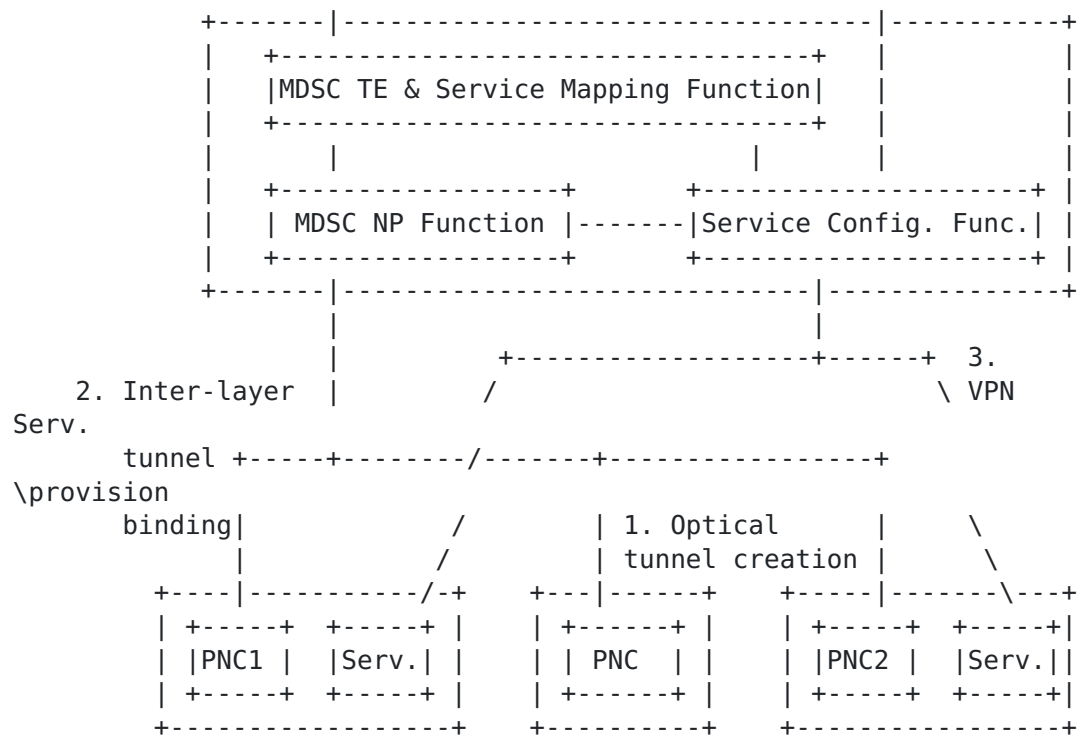 MDSC TE & Service Mapping Function
MDSC NP Function Service Config. Func.
3.
2. Inter-layer VPN
Serv.
tunnel
\provision
binding 1. Optical
tunnel creation
PNC1 Serv. PNC PNC2 Serv.